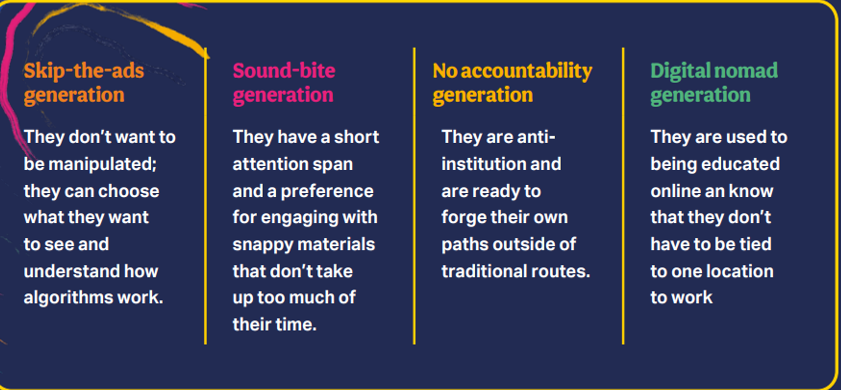 Skip-the-ads
generation
They don't want to
be manipulated;
they can choose
what they want
to see and
understand how
algorithms work.
Sound-bite
generation
They have a short
attention span
and a preference
for engaging with
snappy materials
that don't take
up too much of
their time.
No accountability
generation
They are anti-
institution and
are ready to
forge their own
paths outside of
traditional routes.
Digital nomad
generation
They are used to
being educated
online an know
that they don't
have to be tied
to one location
to work